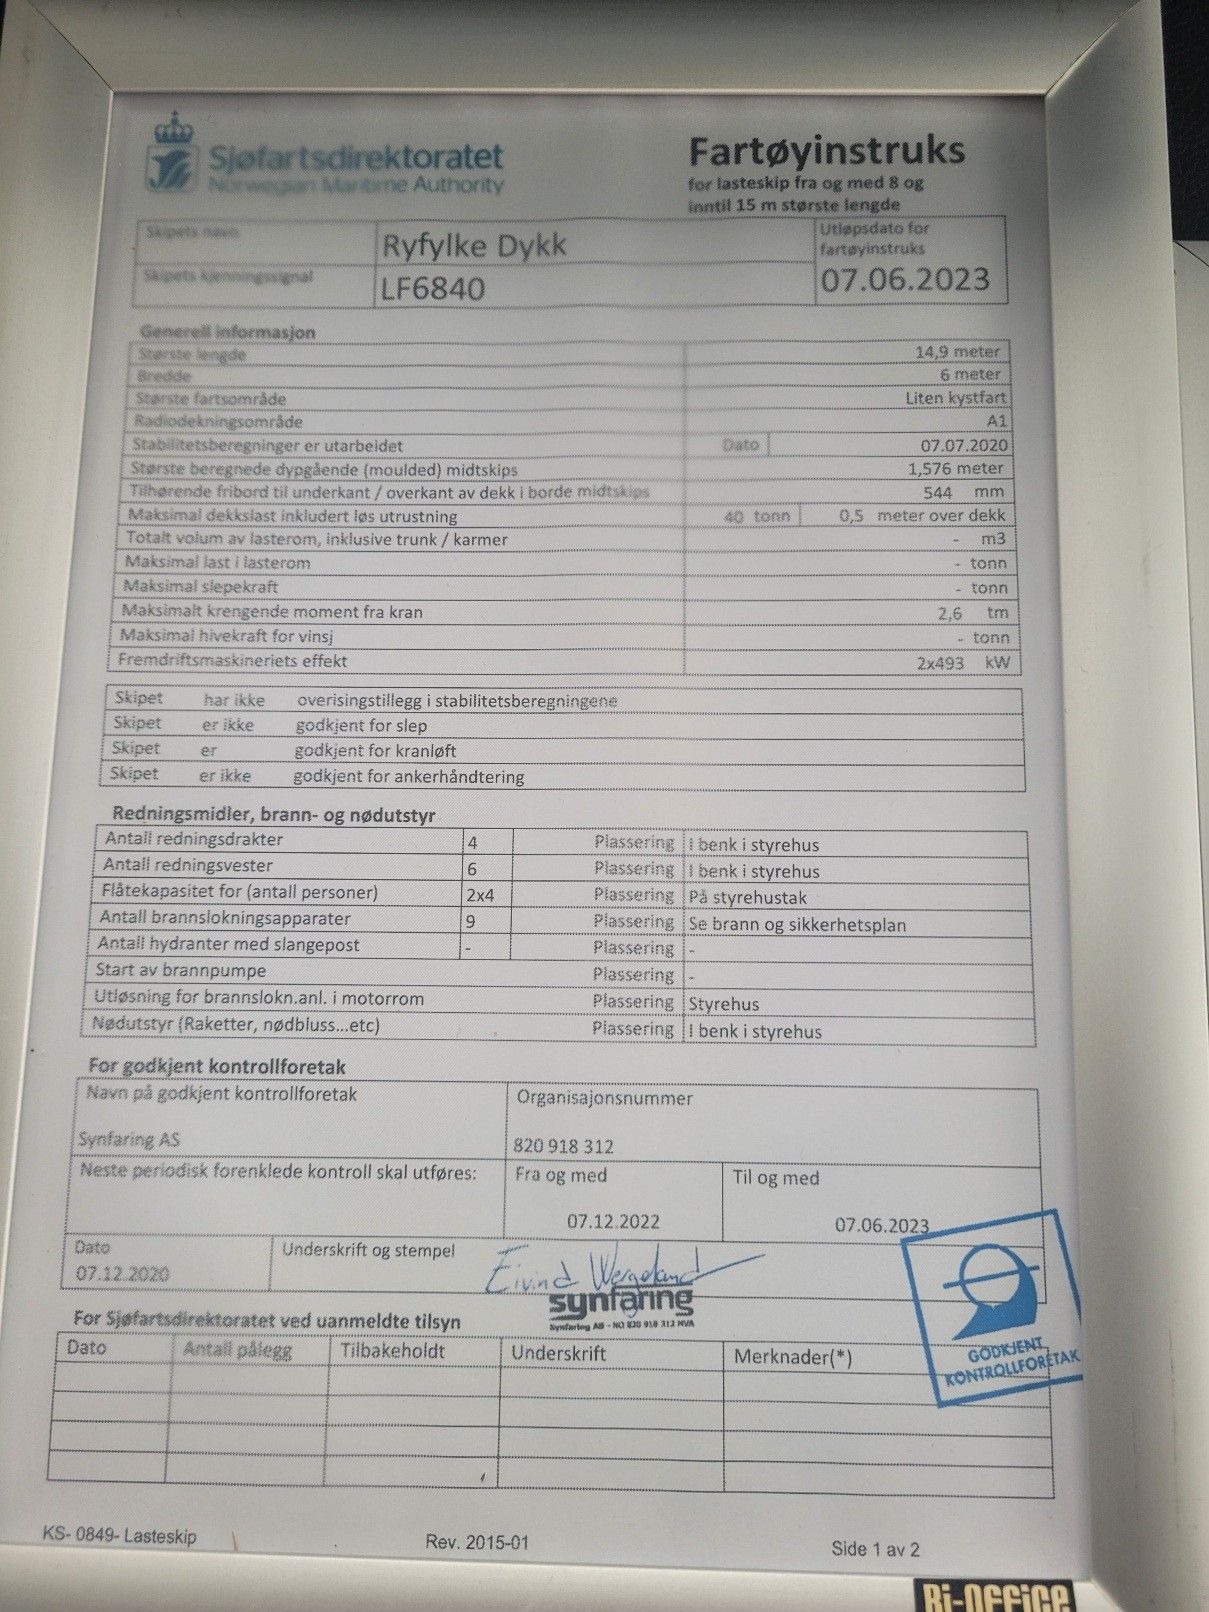 Sjøfartsdirektoratet
Norwegian Maritime Authority
Fartøyinstruks
for lasteskip fra og med 8 og
inntil 15 m største lengde
Skipets navn Ryfylke Dykk
Utløpsdato for
fartøyinstruks
Skipets kjenningssignal LF6840 07.06.2023
Generell informasjon
Største lengde 14,9 meter
Bredde 6 meter
Største fartsområde Liten kystfart
Radiodekningsområde A1
Stabilitetsberegninger er utarbeidet Dato 07.07.2020
Største beregnede dypgående (moulded) midtskips 1,576 meter
Tilhørende fribord til underkant / overkant av dekk i borde midtskips 544 mm
Maksimal dekkslast inkludert løs utrustning 40 tonn 0,5 meter over dekk
Totalt volum av lasterom, inklusive trunk / karmer - m3
Maksimal last i lasterom - tonn
Maksimal slepekraft - tonn
Maksimalt krengende moment fra kran 2,6 tm
Maksimal hivekraft for vinsj - tonn
Fremdriftsmaskineriets effekt 2x493 kW
Skipet har ikke overisingstillegg i stabilitetsberegningene
Skipet er ikke godkjent for slep
Skipet er godkjent for kranløft
Skipet er ikke godkjent for ankerhåndtering
Redningsmidler, brann- og nødutstyr
Antall redningsdrakter 4 Plassering I benk i styrehus
Antall redningsvester 6 Plassering I benk i styrehus
Flåtekapasitet for (antall personer) 2x4 Plassering På styrehustak
Antall brannslokningsapparater 9 Plassering Se brann og sikkerhetsplan
Antall hydranter med slangepost - Plassering -
Start av brannpumpe Plassering -
Utløsning for brannslokn.anl. i motorrom Plassering Styrehus
Nødutstyr (Raketter, nødbluss...etc) Plassering I benk i styrehus
For godkjent kontrollforetak
Navn på godkjent kontrollforetak Organisajonsnummer
Synfaring AS 820 918 312
Neste periodisk forenklede kontroll skal utføres: Fra og med Til og med
07.12.2022 07.06.2023
Dato Underskrift og stempel
07.12.2020 Eivind Wergeland
synfaring
Synfaring AS - NO 820 918 312 MVA
GODKJENT
KONTROLLFORETAK
For Sjøfartsdirektoratet ved uanmeldte tilsyn
Dato Antall pålegg Tilbakeholdt Underskrift Merknader(*)
KS- 0849- Lasteskip Rev. 2015-01 Side 1 av 2
Bi-OFFiCE